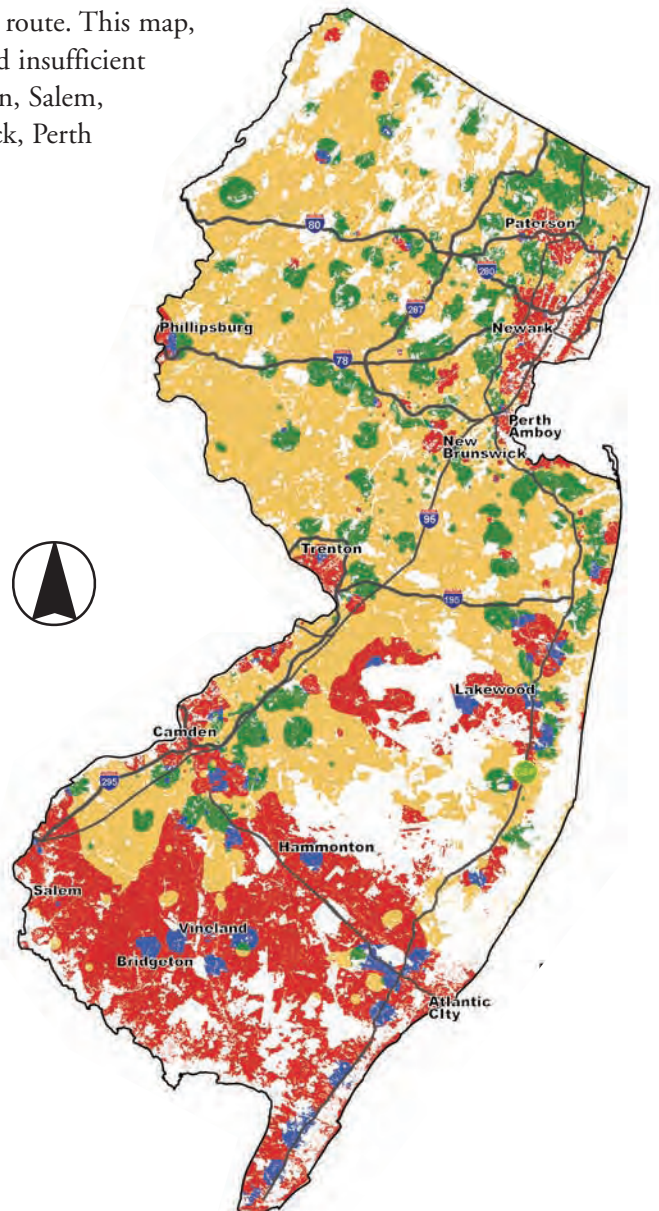 route. This map,
d insufficient
n, Salem,
ck, Perth
Paterson
80
280
287
Newark
Phillipsburg
78
Perth
Amboy
New
Brunswick
95
Trenton
195
Lakewood
Camden
295
Hammonton
Salem
Vineland
Bridgeton
Atlantic
City